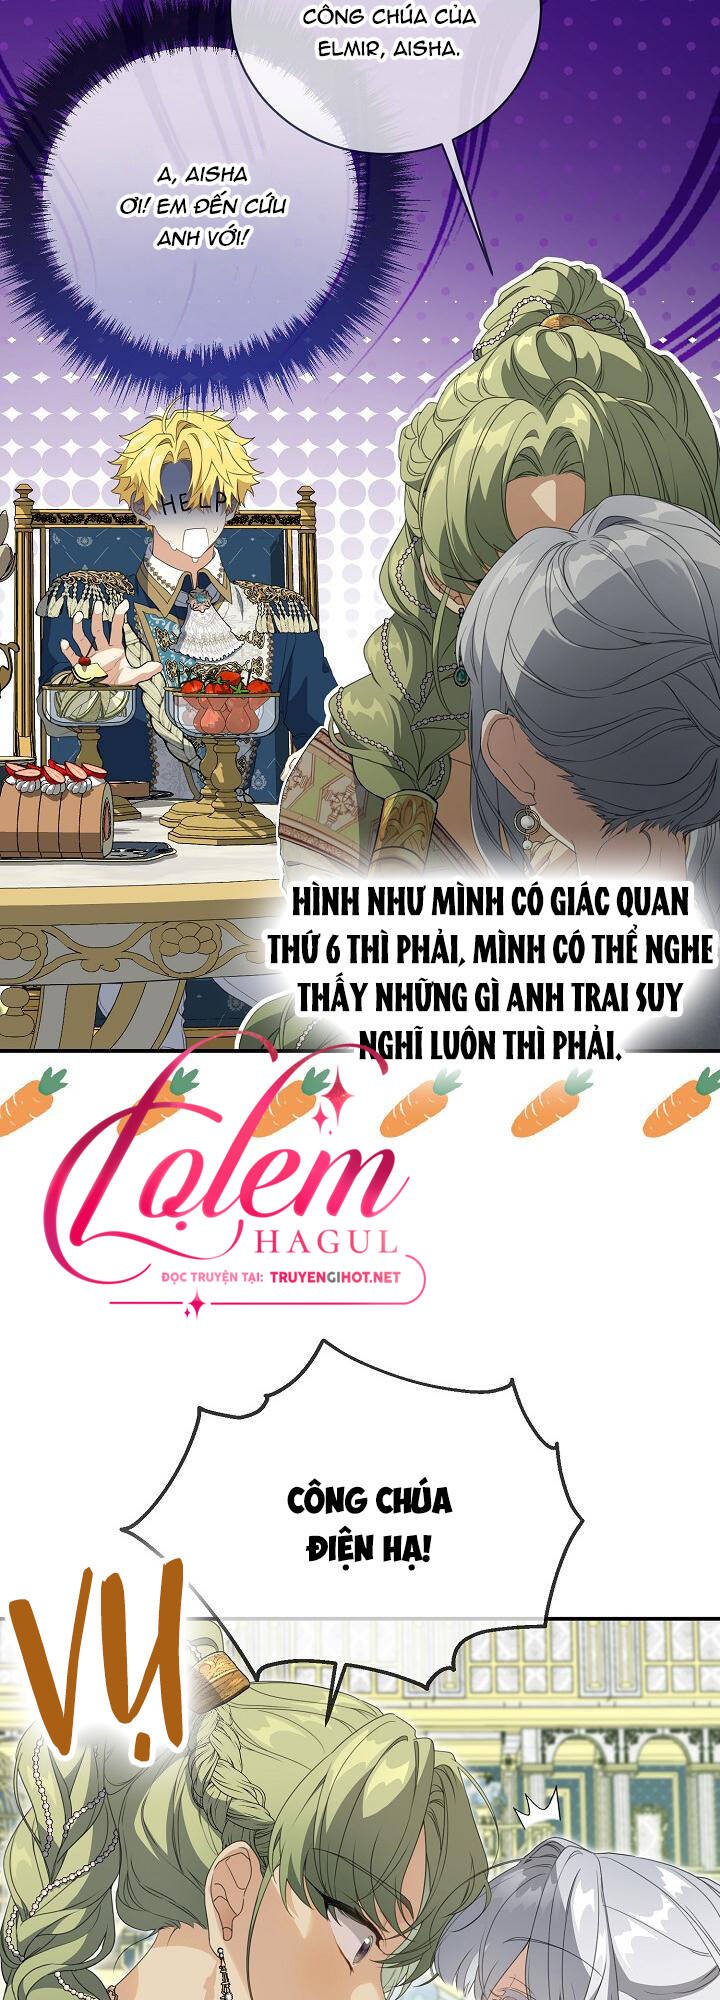 CÔNG CHÚA CỦA
ELMIR, AISHA.
A, AISHA
ƠI! EM ĐẾN CỨU
ANH VỚI!
HELP
HÌNH NHƯ MÌNH CÓ GIÁC QUAN
THỨ 6 THÌ PHẢI, MÌNH CÓ THỂ NGHE
THẤY NHỮNG GÌ ANH TRAI SUY
NGHĨ LUÔN THÌ PHẢI.
Lọlem
HAGUL
ĐỌC TRUYỆN TẠI: TRUYENGIHOT.NET
CÔNG CHÚA
ĐIỆN HẠ!
VỤ